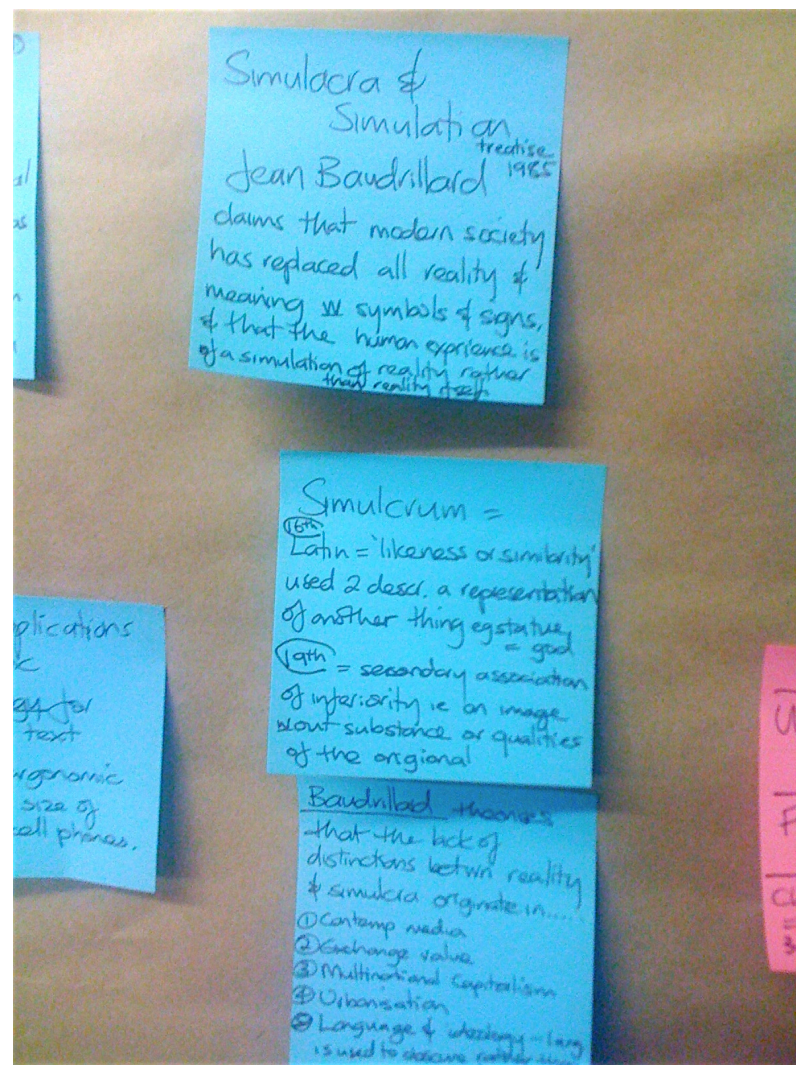 Simulacra &
Simulation
treatise
1985
Jean Baudrillard
claims that modern society
has replaced all reality &
meaning w symbols & signs,
& that the human exprience is
of a simulation of reality rather
than reality itself
Simulcrum =
16th
Latin = 'likeness or similarity'
used 2 descr. a representation
of another thing eg statue
= god
19th = secondary association
of inferiority ie an image
w/out substance or qualities
of the origional
Baudrillad theories
that the lack of
distinctions betwn reality
& simulcra originate in.....
① Contemp media
② Exchange value
③ Multinational Capitalism
④ Urbanisation
⑤ Language & ideology - lang
is used to obscure rather
plications
c
for
text
rgonomic
size of
cell phones.